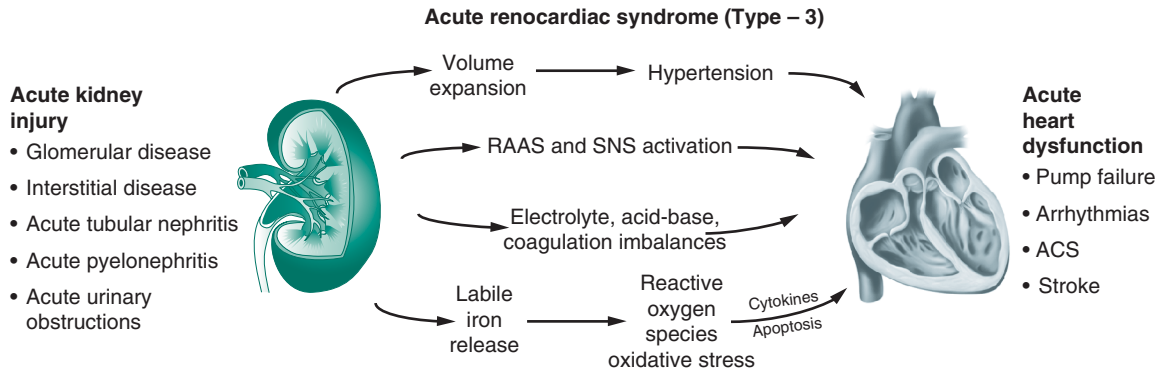 Acute renocardiac syndrome (Type – 3)
Acute kidney
injury
• Glomerular disease
• Interstitial disease
• Acute tubular nephritis
• Acute pyelonephritis
• Acute urinary
obstructions
Volume
expansion
Hypertension
RAAS and SNS activation
Electrolyte, acid-base,
coagulation imbalances
Labile
iron
release
Reactive
oxygen
species
oxidative stress
Cytokines
Apoptosis
Acute
heart
dysfunction
• Pump failure
• Arrhythmias
• ACS
• Stroke